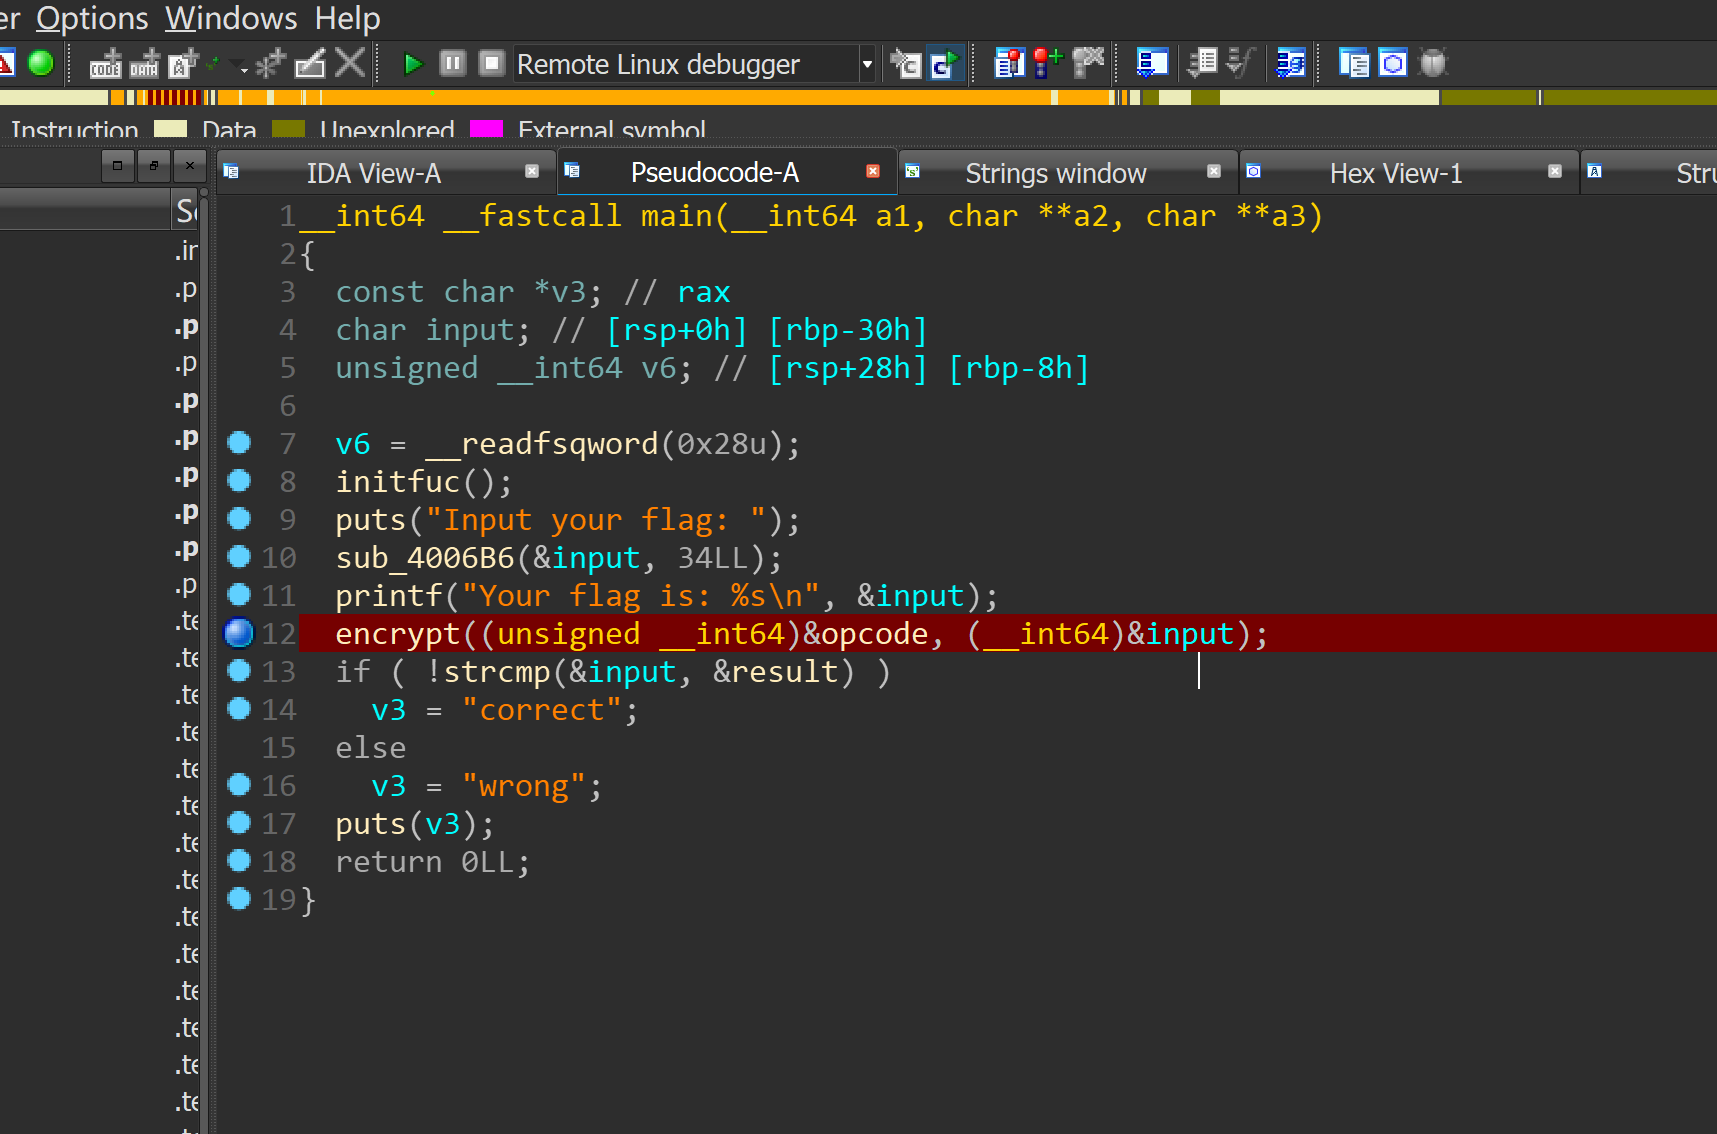 er Options Windows Help
CODE DATA Remote Linux debugger
Instruction Data Unexplored External symbol
IDA View-A Pseudocode-A Strings window Hex View-1 Stru
1 __int64 __fastcall main(__int64 a1, char **a2, char **a3)
2 {
3 const char *v3; // rax
4 char input; // [rsp+0h] [rbp-30h]
5 unsigned __int64 v6; // [rsp+28h] [rbp-8h]
6
7 v6 = __readfsqword(0x28u);
8 initfuc();
9 puts("Input your flag: ");
10 sub_4006B6(&input, 34LL);
11 printf("Your flag is: %s\n", &input);
12 encrypt((unsigned __int64)&opcode, (__int64)&input);
13 if ( !strcmp(&input, &result) )
14 v3 = "correct";
15 else
16 v3 = "wrong";
17 puts(v3);
18 return 0LL;
19 }
.in
.p
.p
.p
.p
.p
.p
.p
.p
.p
.te
.te
.te
.te
.te
.te
.te
.te
.te
.te
.te
.te
.te
.te